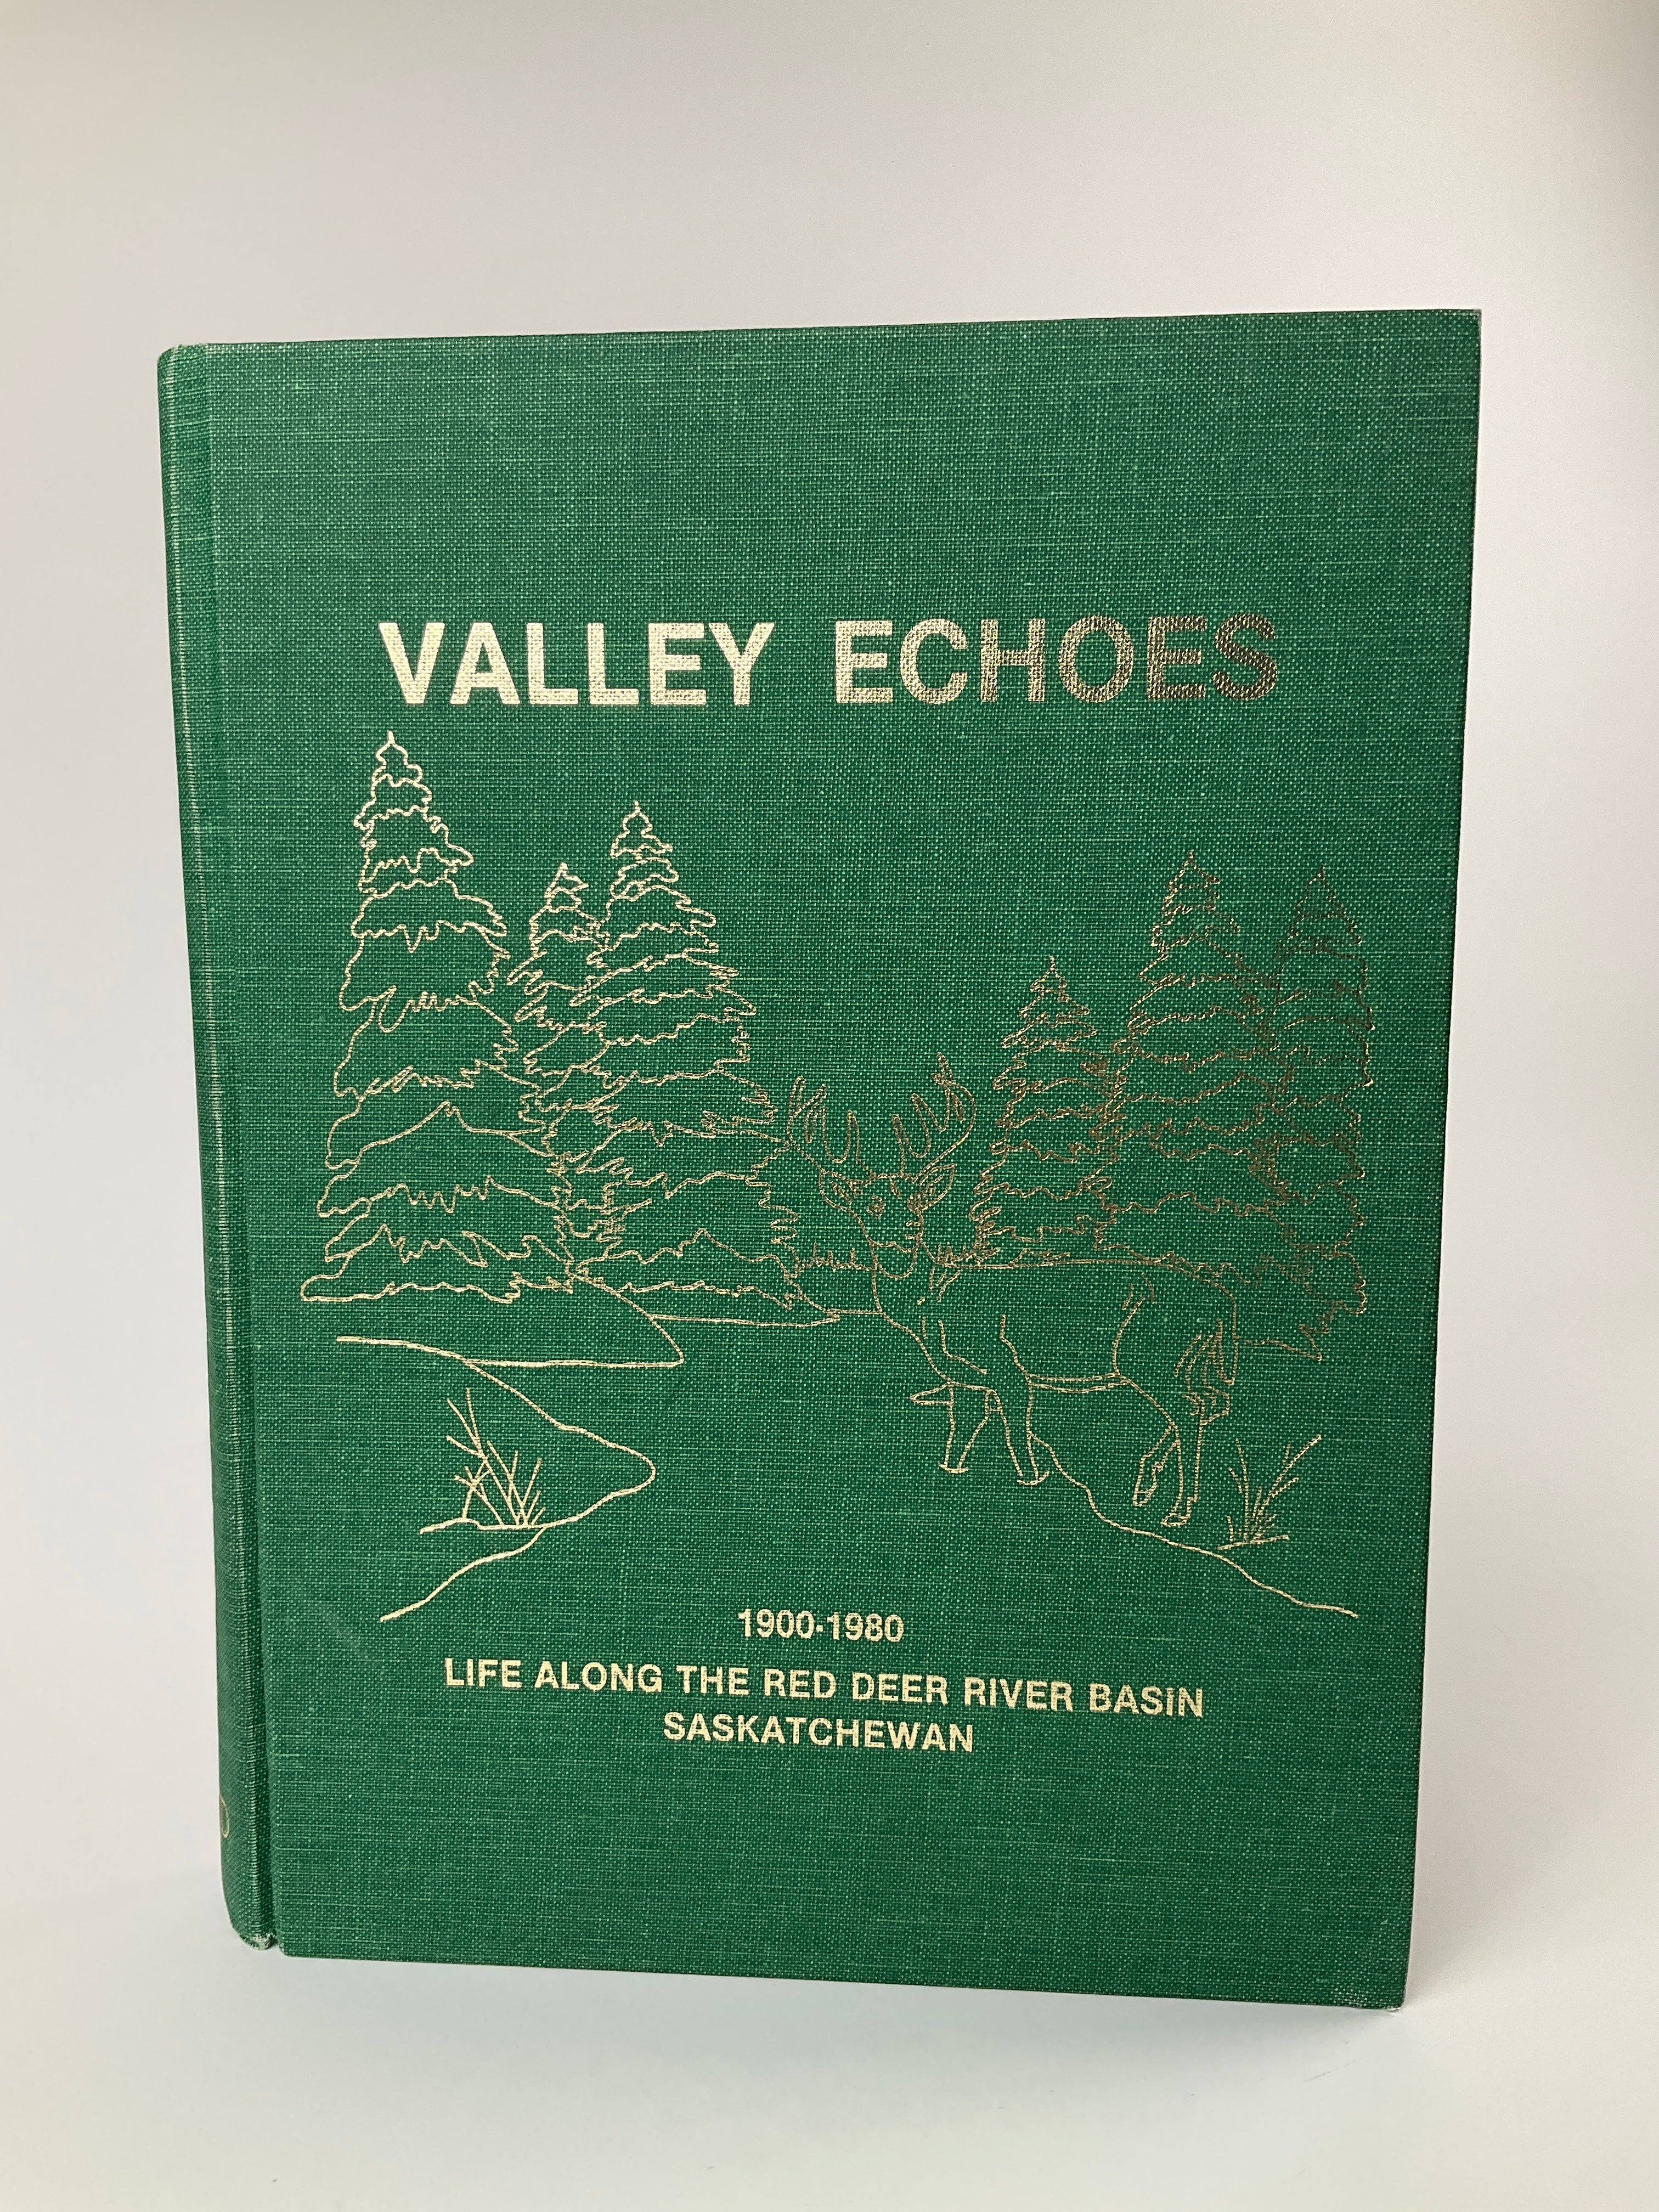 VALLEY ECHOES
1900-1980
LIFE ALONG THE RED DEER RIVER BASIN
SASKATCHEWAN